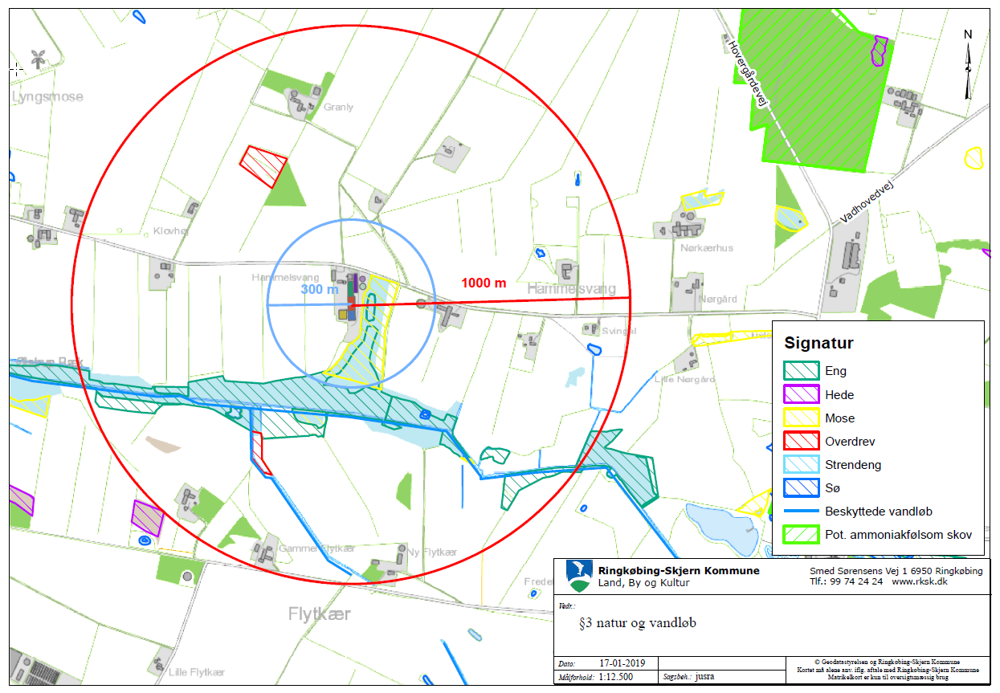 N
Hovergårdevej
Lyngsmose
Granly
Vadhovedvej
Klovhøj
Nørkærhus
Hammelsvang
300 m
1000 m
Hammelsvang
Nørgård
Svingel
Lille Nørgård
Signatur
Eng
Hede
Mose
Overdrev
Strendeng
Sø
Beskyttede vandløb
Pot. ammoniakfølsom skov
Gammel Flytkær
Ny Flytkær
Flytkær
Lille Flytkær
Ringkøbing-Skjern Kommune
Land, By og Kultur
Smed Sørensens Vej 1 6950 Ringkøbing
Tlf.: 99 74 24 24 www.rksk.dk
Vedr.:
§3 natur og vandløb
Dato: 17-01-2019
Målforhold: 1:12.500
Sagsbeh.: jusra
© Geodatastyrelsen og Ringkøbing-Skjern Kommune
Kortet må alene anv. iflg. aftale med Ringkøbing-Skjern Kommune
Matrikelkort er kun til oversigtsmæssig brug